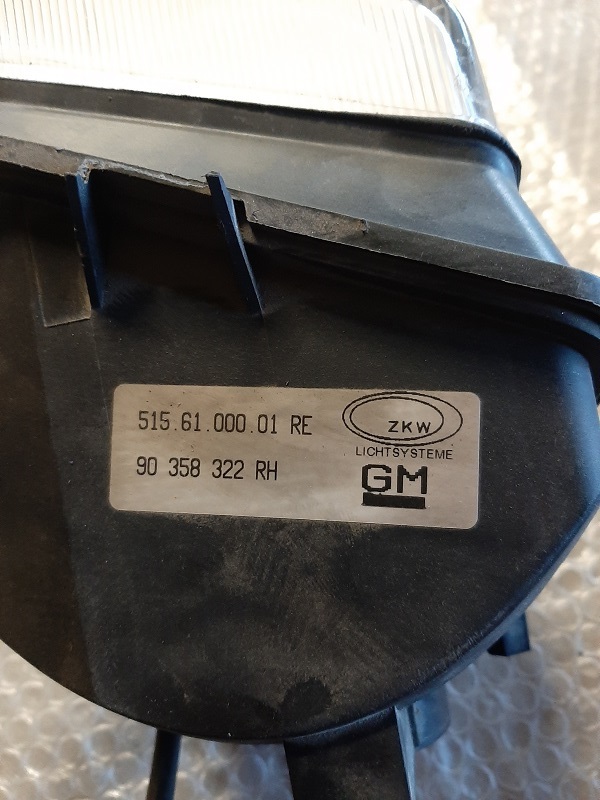 515.61.000.01 RE
ZKW
LICHTSYSTEME
90 358 322 RH
GM